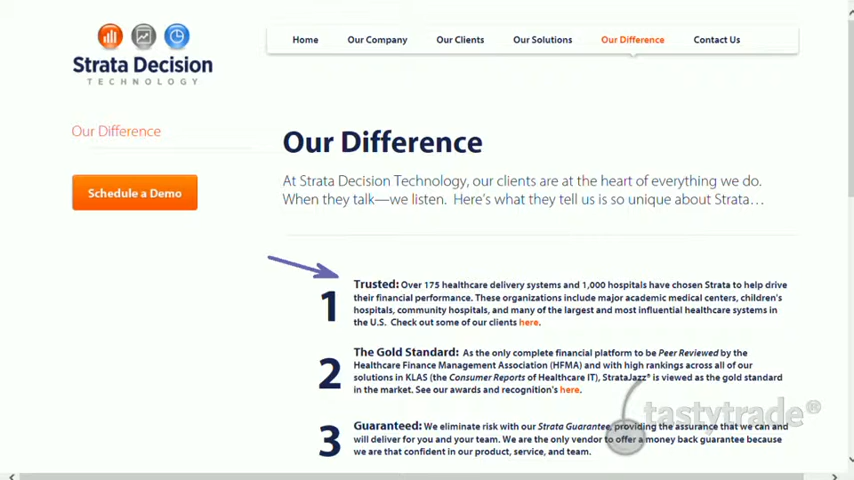 Home Our Company Our Clients Our Solutions Our Difference Contact Us
Strata Decision
TECHNOLOGY
Our Difference
Schedule a Demo
Our Difference
At Strata Decision Technology, our clients are at the heart of everything we do.
When they talk—we listen. Here's what they tell us is so unique about Strata…
1 Trusted: Over 175 healthcare delivery systems and 1,000 hospitals have chosen Strata to help drive
their financial performance. These organizations include major academic medical centers, children's
hospitals, community hospitals, and many of the largest and most influential healthcare systems in
the U.S. Check out some of our clients here.
2 The Gold Standard: As the only complete financial platform to be Peer Reviewed by the
Healthcare Finance Management Association (HFMA) and with high rankings across all of our
solutions in KLAS (the Consumer Reports of Healthcare IT), StrataJazz® is viewed as the gold standard
in the market. See our awards and recognition's here.
3 Guaranteed: We eliminate risk with our Strata Guarantee, providing the assurance that we can and
will deliver for you and your team. We are the only vendor to offer a money back guarantee because
we are that confident in our product, service, and team.
tastytrade®